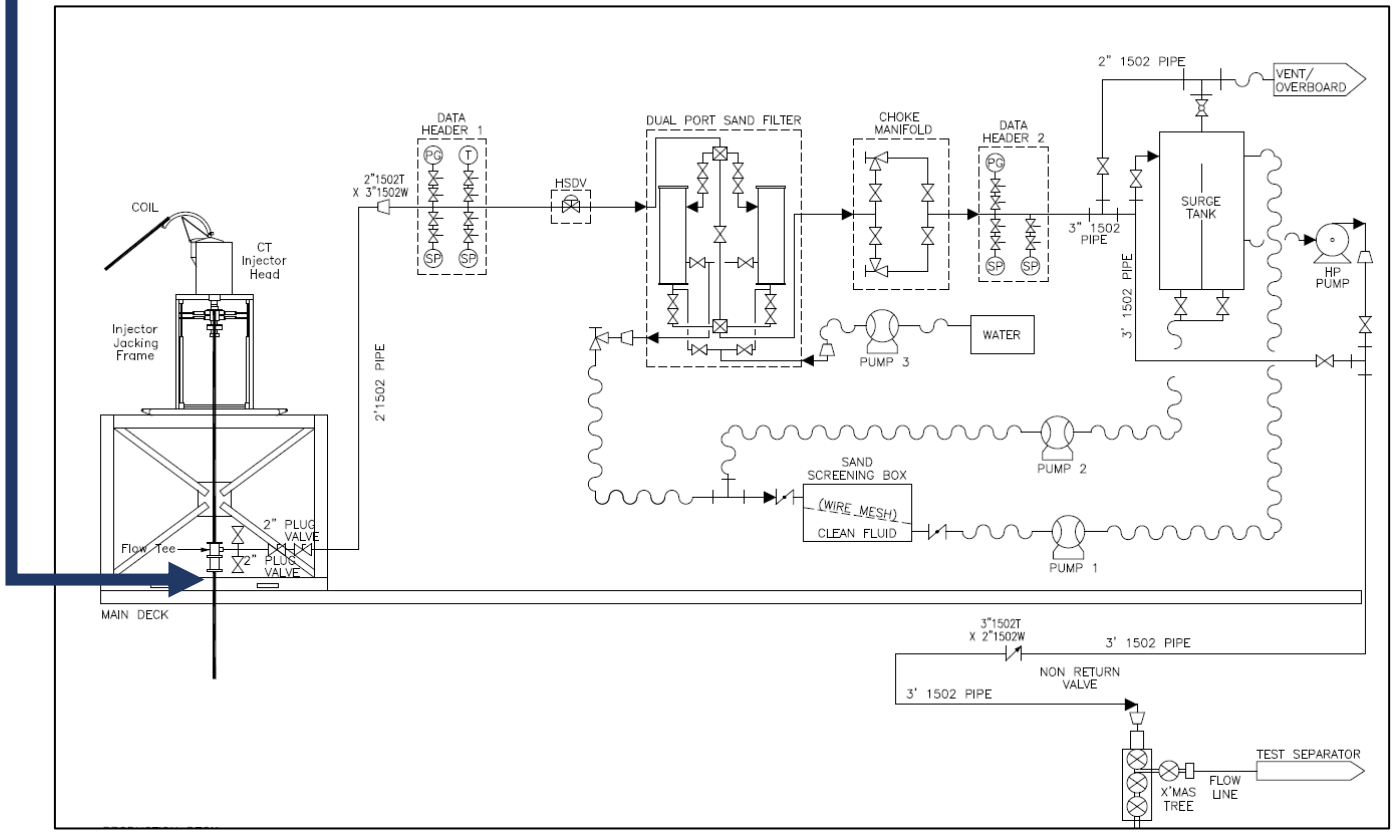 2" 1502 PIPE
VENT/
OVERBOARD
DATA
HEADER 1
DUAL PORT SAND FILTER
CHOKE
MANIFOLD
DATA
HEADER 2
PG
T
PG
2"1502T
X 3"1502W
HSDV
COIL
CT
Injector
Head
SURGE
TANK
SP
SP
SP
SP
3" 1502
PIPE
HP
PUMP
Injector
Jacking
Frame
3' 1502 PIPE
WATER
PUMP 3
2'1502 PIPE
PUMP 2
SAND
SCREENING BOX
(WIRE MESH)
CLEAN FLUID
2" PLUG
VALVE
Flow Tee
2" PLUG
VALVE
PUMP 1
MAIN DECK
3"1502T
X 2"1502W
3' 1502 PIPE
NON RETURN
VALVE
3' 1502 PIPE
TEST SEPARATOR
FLOW
LINE
X'MAS
TREE